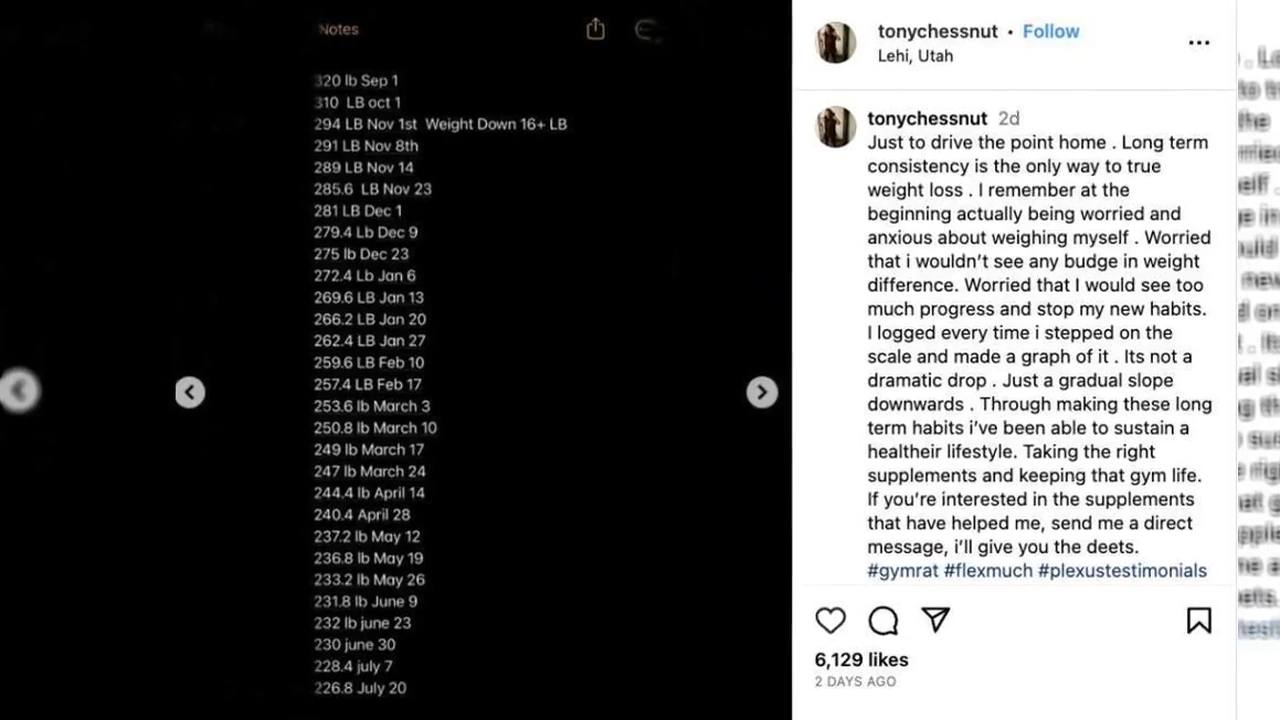 Notes
320 lb Sep 1
310 LB oct 1
294 LB Nov 1st Weight Down 16+ LB
291 LB Nov 8th
289 LB Nov 14
285.6 LB Nov 23
281 LB Dec 1
279.4 Lb Dec 9
275 lb Dec 23
272.4 Lb Jan 6
269.6 LB Jan 13
266.2 LB Jan 20
262.4 LB Jan 27
259.6 LB Feb 10
257.4 LB Feb 17
253.6 lb March 3
250.8 lb March 10
249 lb March 17
247 lb March 24
244.4 lb April 14
240.4 April 28
237.2 lb May 12
236.8 lb May 19
233.2 lb May 26
231.8 lb June 9
232 lb june 23
230 june 30
228.4 july 7
226.8 July 20
tonychessnut • Follow
Lehi, Utah
tonychessnut 2d
Just to drive the point home . Long term
consistency is the only way to true
weight loss . I remember at the
beginning actually being worried and
anxious about weighing myself . Worried
that i wouldn't see any budge in weight
difference. Worried that I would see too
much progress and stop my new habits.
I logged every time i stepped on the
scale and made a graph of it . Its not a
dramatic drop . Just a gradual slope
downwards . Through making these long
term habits i've been able to sustain a
healtheir lifestyle. Taking the right
supplements and keeping that gym life.
If you're interested in the supplements
that have helped me, send me a direct
message, i'll give you the deets.
#gymrat #flexmuch #plexustestimonials
6,129 likes
2 DAYS AGO